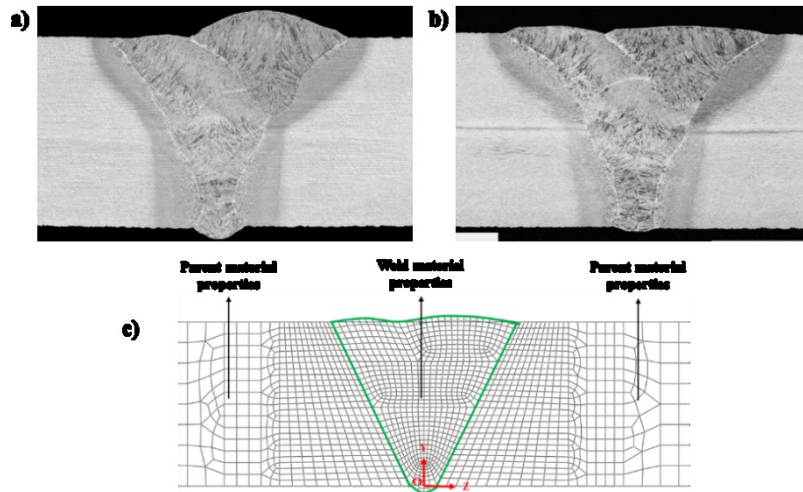 a)
b)
Parent material
properties
Weld material
properties
Parent material
properties
c)
Y
O
Z